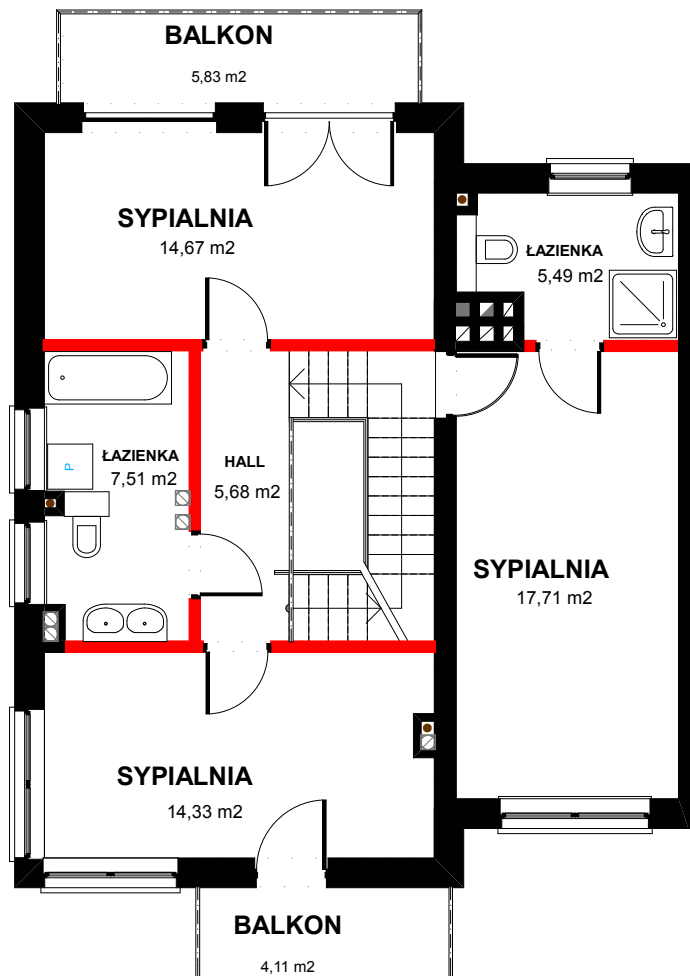 BALKON
5,83 m2
SYPIALNIA
14,67 m2
ŁAZIENKA
5,49 m2
ŁAZIENKA
7,51 m2
P
HALL
5,68 m2
SYPIALNIA
17,71 m2
SYPIALNIA
14,33 m2
BALKON
4,11 m2